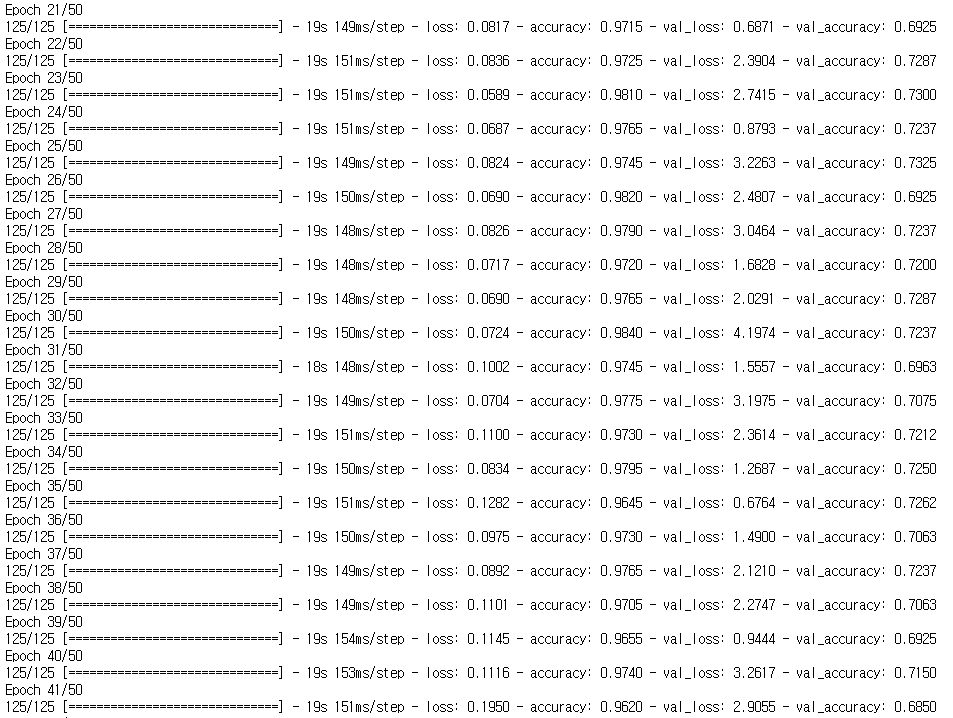 Epoch 21/50
125/125 [==============================] - 19s 149ms/step - loss: 0.0817 - accuracy: 0.9715 - val_loss: 0.6871 - val_accuracy: 0.6925
Epoch 22/50
125/125 [==============================] - 19s 151ms/step - loss: 0.0836 - accuracy: 0.9725 - val_loss: 2.3904 - val_accuracy: 0.7287
Epoch 23/50
125/125 [==============================] - 19s 151ms/step - loss: 0.0589 - accuracy: 0.9810 - val_loss: 2.7415 - val_accuracy: 0.7300
Epoch 24/50
125/125 [==============================] - 19s 151ms/step - loss: 0.0687 - accuracy: 0.9765 - val_loss: 0.8793 - val_accuracy: 0.7237
Epoch 25/50
125/125 [==============================] - 19s 149ms/step - loss: 0.0824 - accuracy: 0.9745 - val_loss: 3.2263 - val_accuracy: 0.7325
Epoch 26/50
125/125 [==============================] - 19s 150ms/step - loss: 0.0690 - accuracy: 0.9820 - val_loss: 2.4807 - val_accuracy: 0.6925
Epoch 27/50
125/125 [==============================] - 19s 148ms/step - loss: 0.0826 - accuracy: 0.9790 - val_loss: 3.0464 - val_accuracy: 0.7237
Epoch 28/50
125/125 [==============================] - 19s 148ms/step - loss: 0.0717 - accuracy: 0.9720 - val_loss: 1.6828 - val_accuracy: 0.7200
Epoch 29/50
125/125 [==============================] - 19s 148ms/step - loss: 0.0690 - accuracy: 0.9765 - val_loss: 2.0291 - val_accuracy: 0.7287
Epoch 30/50
125/125 [==============================] - 19s 150ms/step - loss: 0.0724 - accuracy: 0.9840 - val_loss: 4.1974 - val_accuracy: 0.7237
Epoch 31/50
125/125 [==============================] - 18s 148ms/step - loss: 0.1002 - accuracy: 0.9745 - val_loss: 1.5557 - val_accuracy: 0.6963
Epoch 32/50
125/125 [==============================] - 19s 149ms/step - loss: 0.0704 - accuracy: 0.9775 - val_loss: 3.1975 - val_accuracy: 0.7075
Epoch 33/50
125/125 [==============================] - 19s 151ms/step - loss: 0.1100 - accuracy: 0.9730 - val_loss: 2.3614 - val_accuracy: 0.7212
Epoch 34/50
125/125 [==============================] - 19s 150ms/step - loss: 0.0834 - accuracy: 0.9795 - val_loss: 1.2687 - val_accuracy: 0.7250
Epoch 35/50
125/125 [==============================] - 19s 151ms/step - loss: 0.1282 - accuracy: 0.9645 - val_loss: 0.6764 - val_accuracy: 0.7262
Epoch 36/50
125/125 [==============================] - 19s 150ms/step - loss: 0.0975 - accuracy: 0.9730 - val_loss: 1.4900 - val_accuracy: 0.7063
Epoch 37/50
125/125 [==============================] - 19s 149ms/step - loss: 0.0892 - accuracy: 0.9765 - val_loss: 2.1210 - val_accuracy: 0.7237
Epoch 38/50
125/125 [==============================] - 19s 149ms/step - loss: 0.1101 - accuracy: 0.9705 - val_loss: 2.2747 - val_accuracy: 0.7063
Epoch 39/50
125/125 [==============================] - 19s 154ms/step - loss: 0.1145 - accuracy: 0.9655 - val_loss: 0.9444 - val_accuracy: 0.6925
Epoch 40/50
125/125 [==============================] - 19s 153ms/step - loss: 0.1116 - accuracy: 0.9740 - val_loss: 3.2617 - val_accuracy: 0.7150
Epoch 41/50
125/125 [==============================] - 19s 151ms/step - loss: 0.1950 - accuracy: 0.9620 - val_loss: 2.9055 - val_accuracy: 0.6850